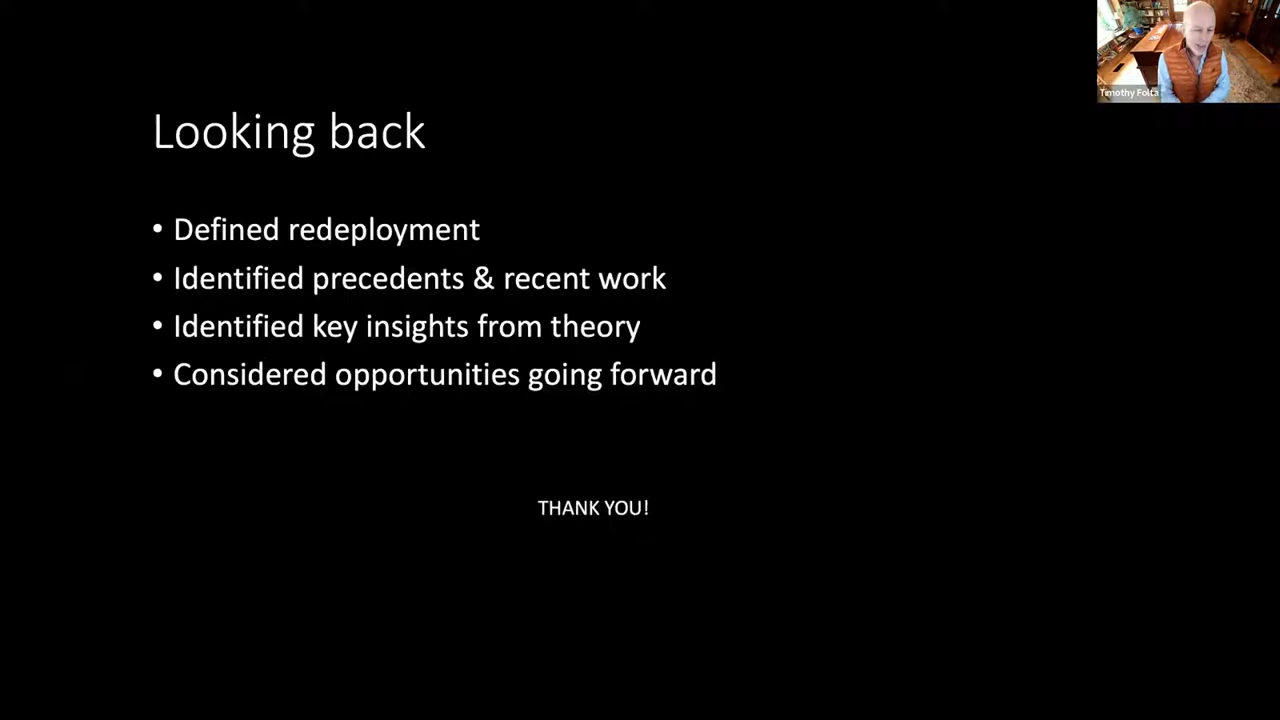 Timothy Folta
Looking back
• Defined redeployment
• Identified precedents & recent work
• Identified key insights from theory
• Considered opportunities going forward
THANK YOU!